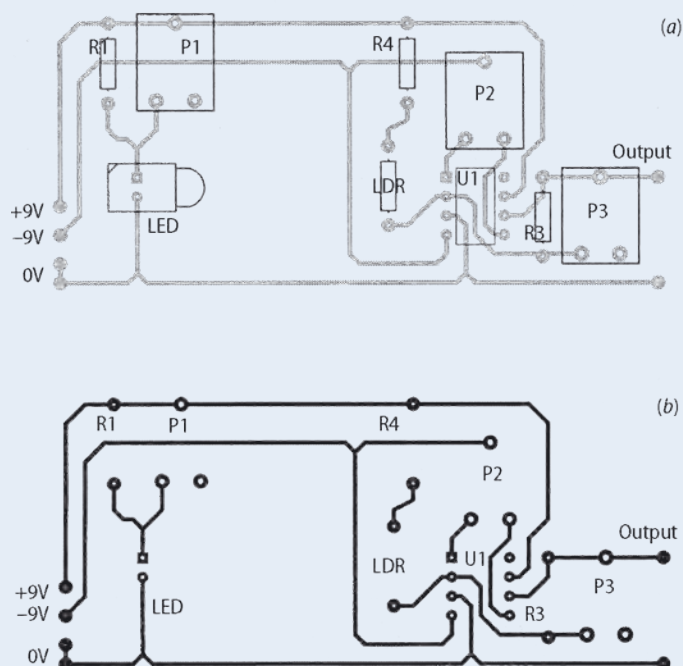 (a)
R1
P1
R4
P2
Output
LDR
U1
P3
+9V
LED
R3
–9V
0V
(b)
R1
P1
R4
P2
Output
LDR
U1
P3
+9V
LED
R3
–9V
0V